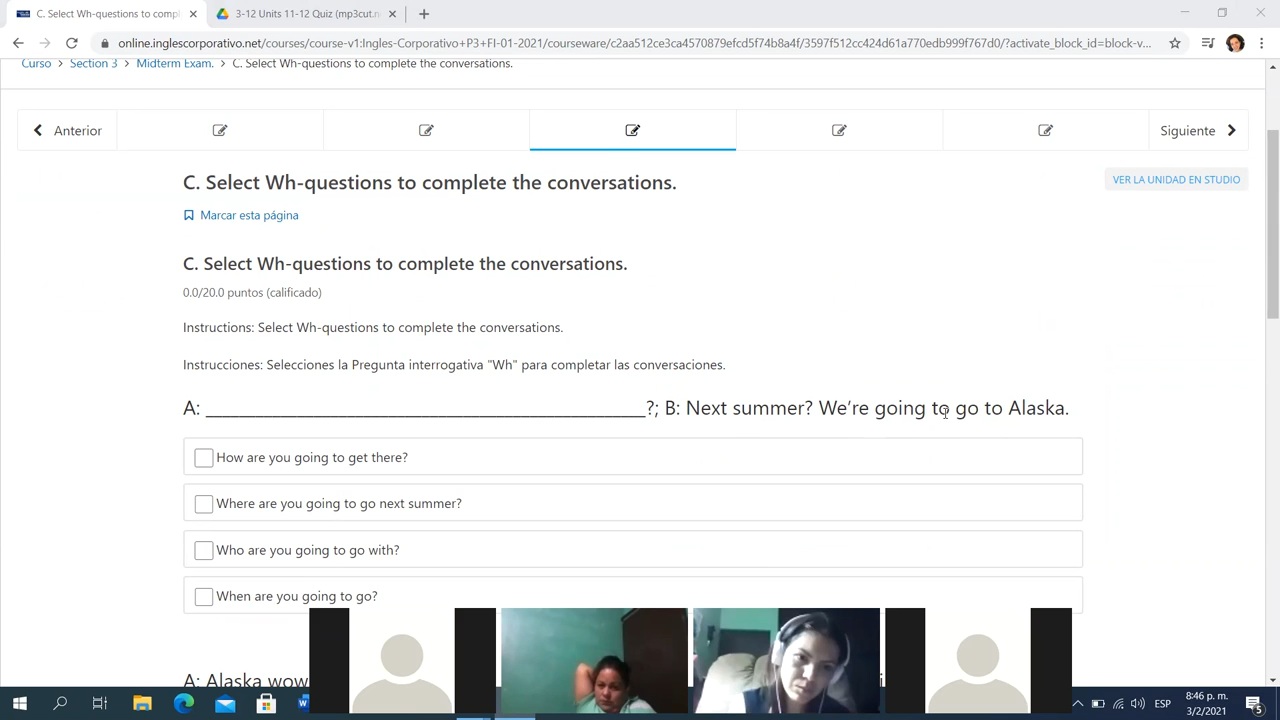 C. Select Wh-questions to compl
3-12 Units 11-12 Quiz (mp3cut.n
online.inglescorporativo.net/courses/course-v1:Ingles-Corporativo+P3+FI-01-2021/courseware/c2aa512ce3ca4570879efcd5f74b8a4f/3597f512cc424d61a770edb999f767d0/?activate_block_id=block-v...
Curso > Section 3 > Midterm Exam. > C. Select Wh-questions to complete the conversations.
Anterior
Siguiente
C. Select Wh-questions to complete the conversations.
VER LA UNIDAD EN STUDIO
Marcar esta página
C. Select Wh-questions to complete the conversations.
0.0/20.0 puntos (calificado)
Instructions: Select Wh-questions to complete the conversations.
Instrucciones: Selecciones la Pregunta interrogativa "Wh" para completar las conversaciones.
A: ________________________________________?; B: Next summer? We’re going to go to Alaska.
How are you going to get there?
Where are you going to go next summer?
Who are you going to go with?
When are you going to go?
A: Alaska wow
ESP
8:46 p. m.
3/2/2021
5